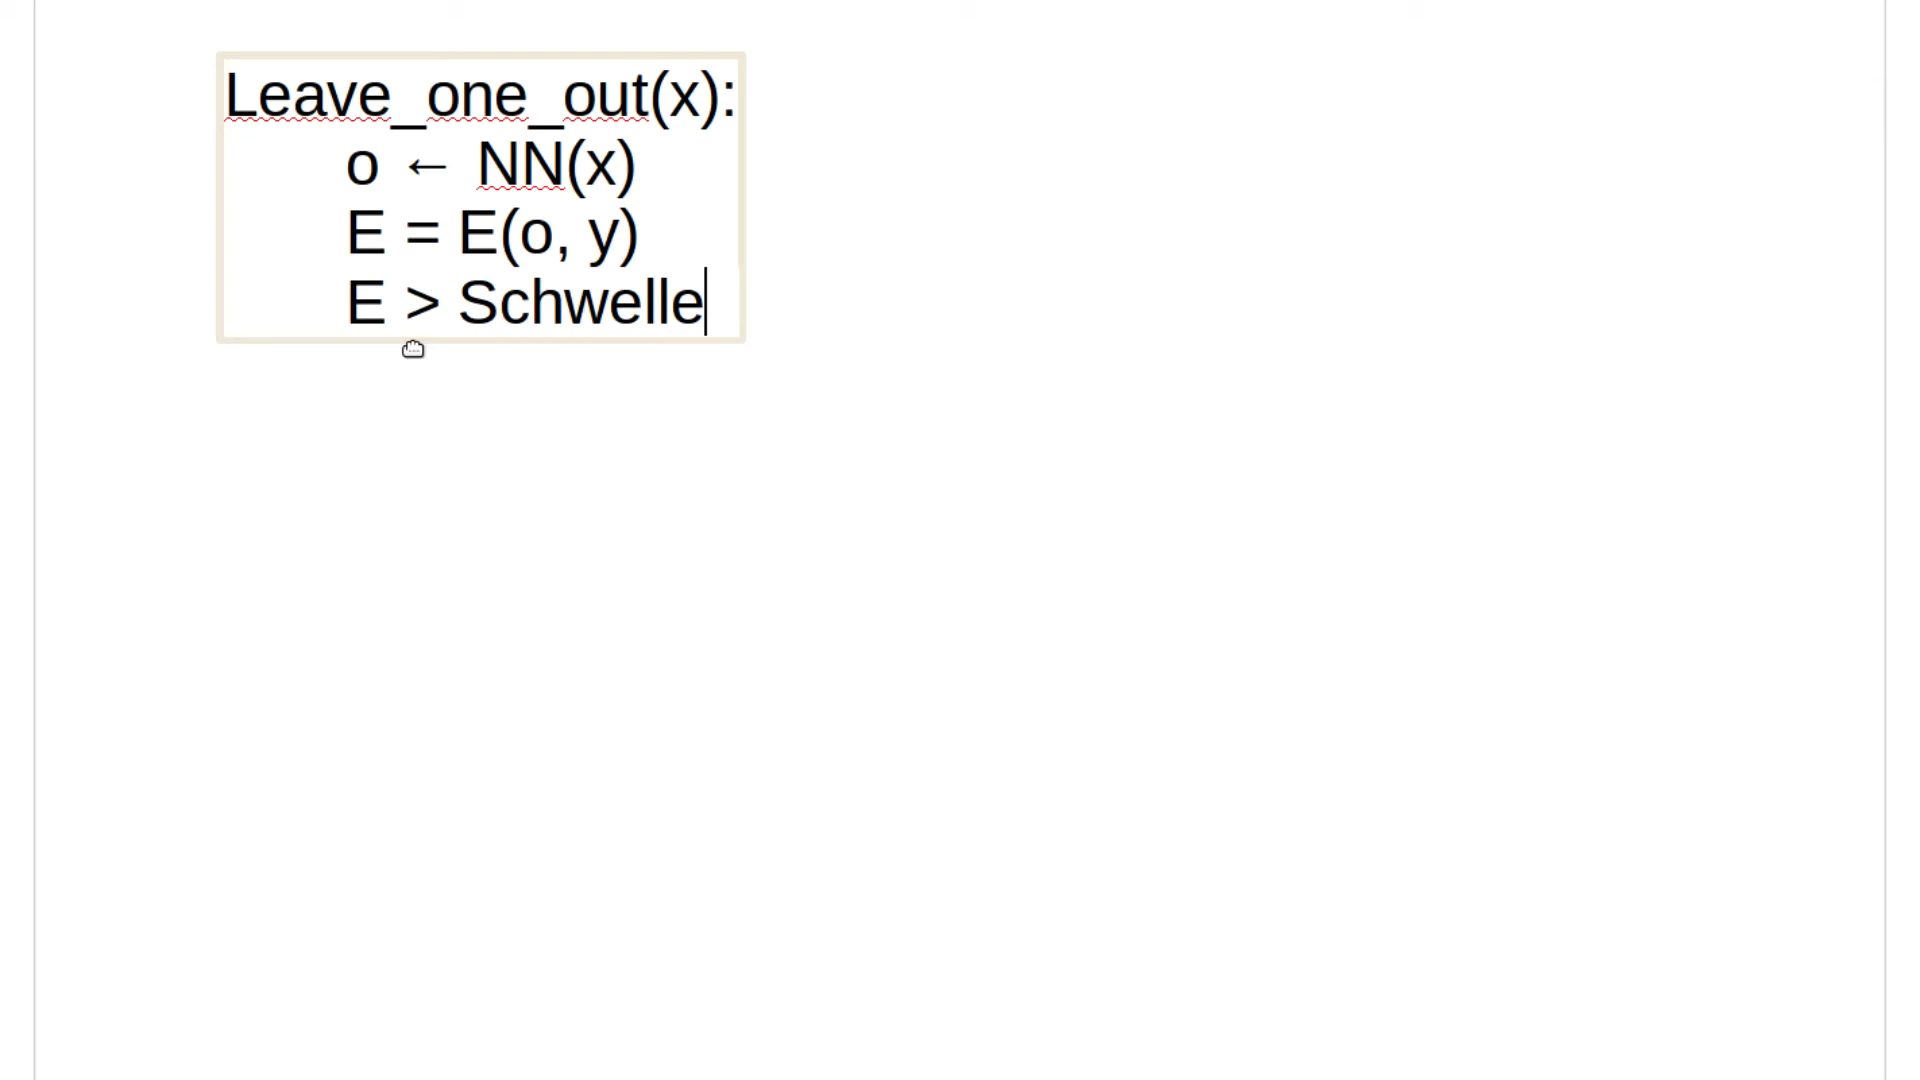 Leave_one_out(x):
o ← NN(x)
E = E(o, y)
E > Schwelle